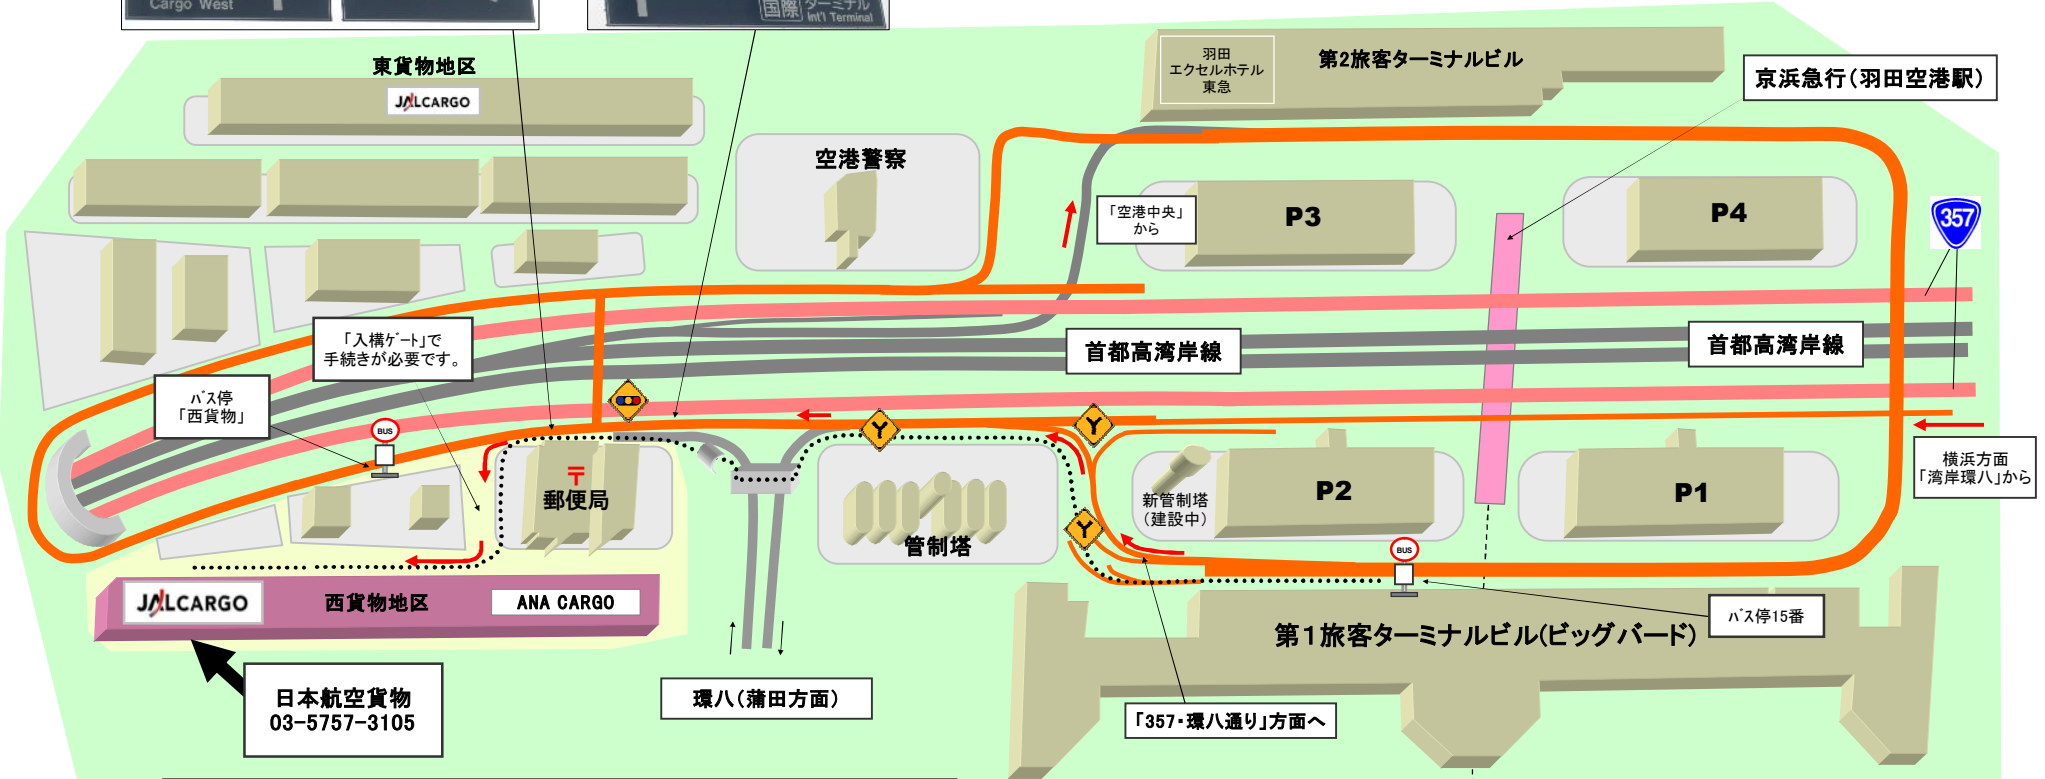 Cargo West
国際 ターミナル
Int'l Terminal
東貨物地区
JALCARGO
羽田
エクセルホテル
東急
第2旅客ターミナルビル
京浜急行(羽田空港駅)
空港警察
「空港中央」
から
P3
P4
357
「入構ゲート」で
手続きが必要です。
首都高湾岸線
首都高湾岸線
バス停
「西貨物」
BUS
横浜方面
「湾岸環八」から
〒
郵便局
管制塔
新管制塔
(建設中)
P2
P1
BUS
JALCARGO
西貨物地区
ANA CARGO
バス停15番
第1旅客ターミナルビル(ビッグバード)
日本航空貨物
03-5757-3105
環八(蒲田方面)
「357・環八通り」方面へ